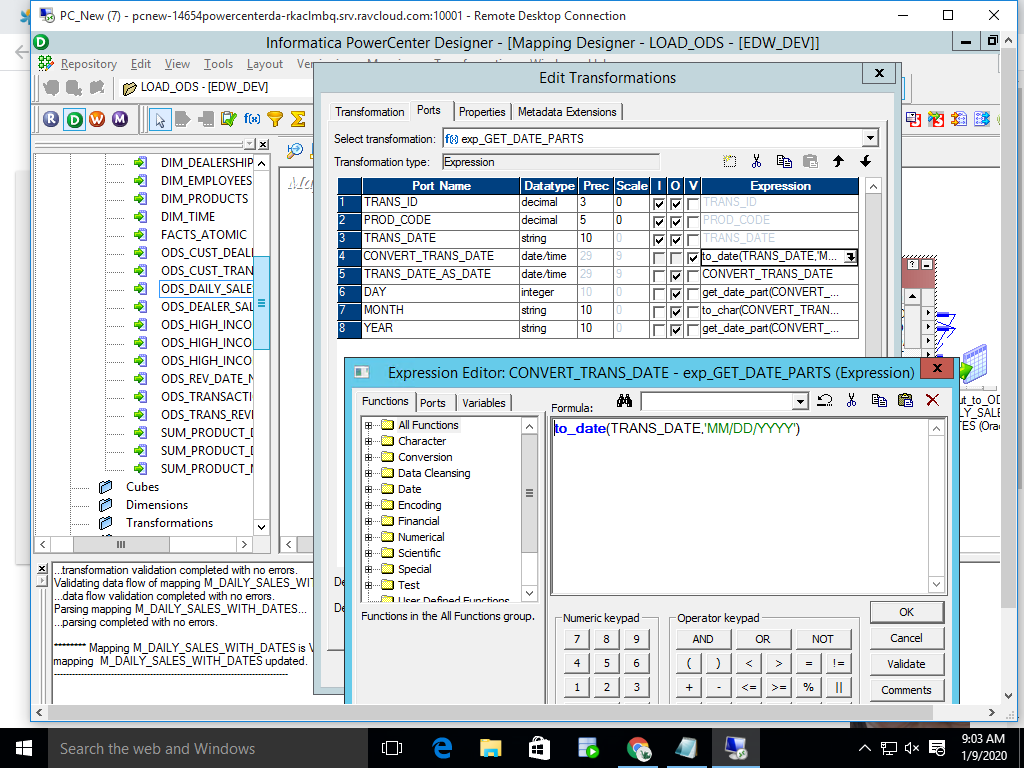 PC_New (7) - pcnew-14654powercenterda-rkaclmbq.srv.ravcloud.com:10001 - Remote Desktop Connection
Informatica PowerCenter Designer - [Mapping Designer - LOAD_ODS - [EDW_DEV]]
Repository Edit View Tools Layout
Edit Transformations
LOAD_ODS - [EDW_DEV]
Transformation Ports Properties Metadata Extensions
Select transformation: f(x) exp_GET_DATE_PARTS
Transformation type: Expression
Port Name Datatype Prec Scale I O V Expression
1 TRANS_ID decimal 3 0 TRANS_ID
2 PROD_CODE decimal 5 0 PROD_CODE
3 TRANS_DATE string 10 0 TRANS_DATE
4 CONVERT_TRANS_DATE date/time 29 9 to_date(TRANS_DATE,'M...
5 TRANS_DATE_AS_DATE date/time 29 9 CONVERT_TRANS_DATE
6 DAY integer 10 0 get_date_part(CONVERT_...
7 MONTH string 10 0 to_char(CONVERT_TRAN...
8 YEAR string 10 0 get_date_part(CONVERT_...
DIM_DEALERSHIP
DIM_EMPLOYEES
DIM_PRODUCTS
DIM_TIME
FACTS_ATOMIC
ODS_CUST_DEAL
ODS_CUST_TRAN
ODS_DAILY_SALE
ODS_DEALER_SAL
ODS_HIGH_INCO
ODS_HIGH_INCO
ODS_HIGH_INCO
ODS_REV_DATE_N
ODS_TRANSACTI
ODS_TRANS_REVI
SUM_PRODUCT_D
SUM_PRODUCT_
SUM_PRODUCT_
Cubes
Dimensions
Transformations
Expression Editor: CONVERT_TRANS_DATE - exp_GET_DATE_PARTS (Expression)
Functions Ports Variables
Formula:
to_date(TRANS_DATE,'MM/DD/YYYY')
All Functions
Character
Conversion
Data Cleansing
Date
Encoding
Financial
Numerical
Scientific
Special
Test
User Defined Functions
Functions in the All Functions group.
Numeric keypad
7 8 9
4 5 6
1 2 3
Operator keypad
AND OR NOT
( ) < > = !=
+ - <= >= % ||
OK
Cancel
Validate
Comments
...transformation validation completed with no errors.
Validating data flow of mapping M_DAILY_SALES_WIT
...data flow validation completed with no errors.
Parsing mapping M_DAILY_SALES_WITH_DATES...
...parsing completed with no errors.
******** Mapping M_DAILY_SALES_WITH_DATES is V
mapping M_DAILY_SALES_WITH_DATES updated.
ut_to_OD
Y_SAL
TES (Orac
Search the web and Windows
9:03 AM
1/9/2020